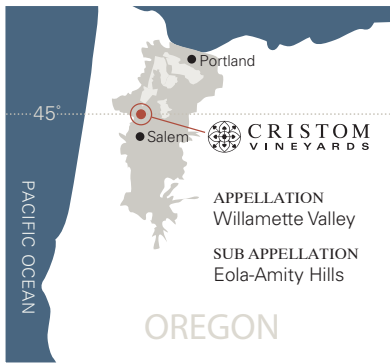 Portland
45°
CRISTOM
VINEYARDS
Salem
APPELLATION
Willamette Valley
SUB APPELLATION
Eola-Amity Hills
PACIFIC OCEAN
OREGON